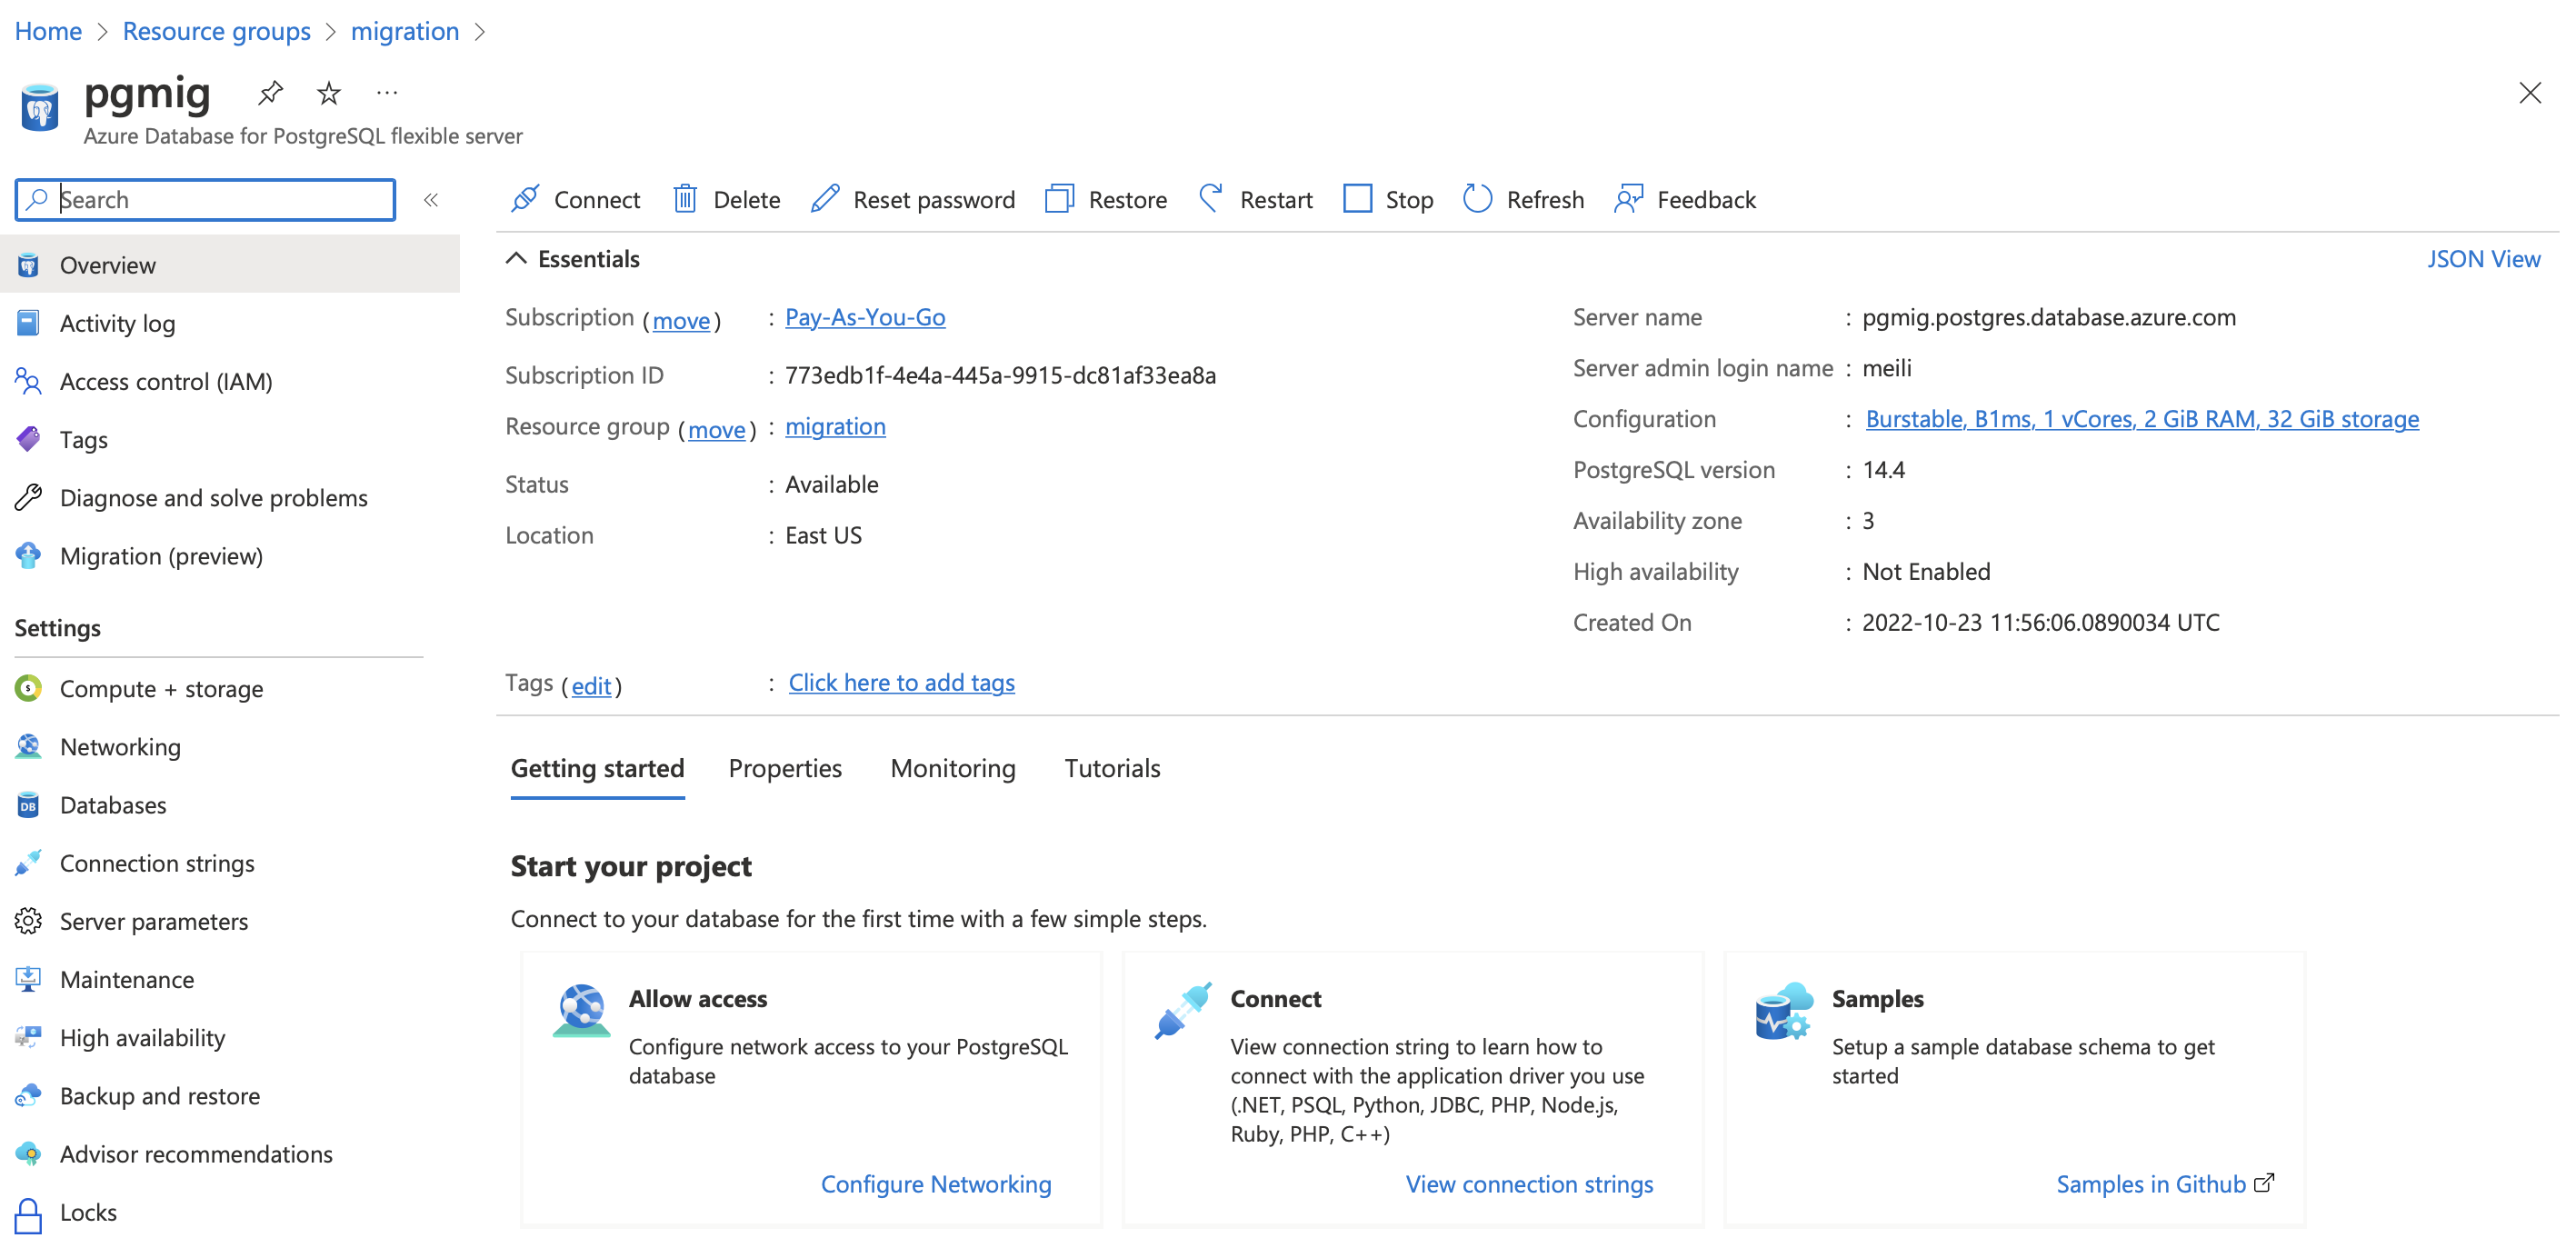 Home > Resource groups > migration >
pgmig ...
Azure Database for PostgreSQL flexible server
Search «
Overview
Activity log
Access control (IAM)
Tags
Diagnose and solve problems
Migration (preview)
Settings
Compute + storage
Networking
DB Databases
Connection strings
Server parameters
Maintenance
High availability
Backup and restore
Advisor recommendations
Locks
Connect Delete Reset password Restore Restart Stop Refresh Feedback
Essentials JSON View
Subscription (move) : Pay-As-You-Go
Subscription ID : 773edb1f-4e4a-445a-9915-dc81af33ea8a
Resource group (move) : migration
Status : Available
Location : East US
Server name : pgmig.postgres.database.azure.com
Server admin login name : meili
Configuration : Burstable, B1ms, 1 vCores, 2 GiB RAM, 32 GiB storage
PostgreSQL version : 14.4
Availability zone : 3
High availability : Not Enabled
Created On : 2022-10-23 11:56:06.0890034 UTC
Tags (edit) : Click here to add tags
Getting started Properties Monitoring Tutorials
Start your project
Connect to your database for the first time with a few simple steps.
Allow access
Configure network access to your PostgreSQL
database
Configure Networking
Connect
View connection string to learn how to
connect with the application driver you use
(.NET, PSQL, Python, JDBC, PHP, Node.js,
Ruby, PHP, C++)
View connection strings
Samples
Setup a sample database schema to get
started
Samples in Github